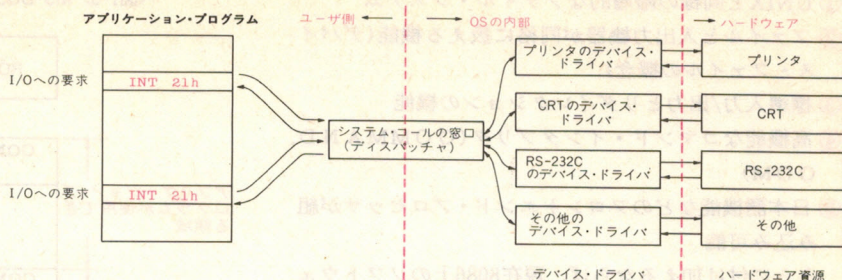 アプリケーション・プログラム
ユーザ側
OSの内部
ハードウェア
I/Oへの要求
INT 21h
I/Oへの要求
INT 21h
システム・コールの窓口
(ディスパッチャ)
プリンタのデバイス・
ドライバ
プリンタ
CRTのデバイス・
ドライバ
CRT
RS-232C
のデバイス・ドライバ
RS-232C
その他の
デバイス・ドライバ
その他
デバイス・ドライバ
ハードウェア資源